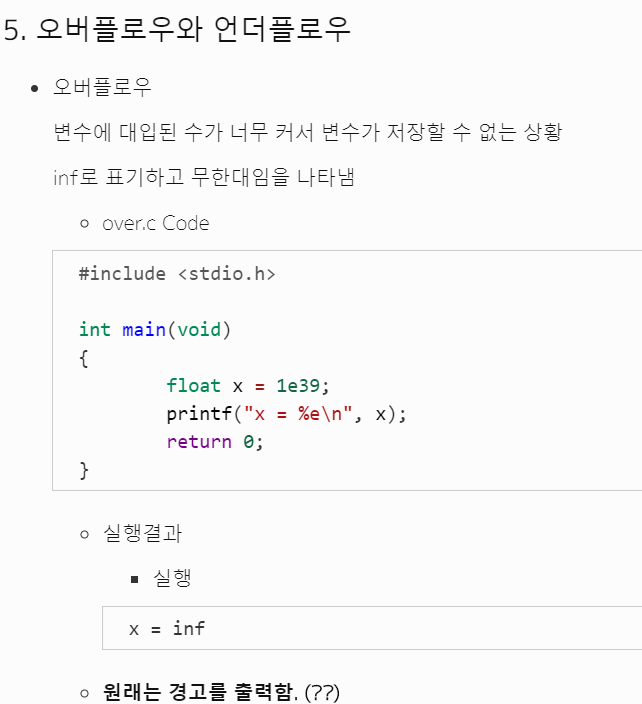 5. 오버플로우와 언더플로우
오버플로우
변수에 대입된 수가 너무 커서 변수가 저장할 수 없는 상황
inf로 표기하고 무한대임을 나타냄
over.c Code
#include <stdio.h>
int main(void)
{
float x = 1e39;
printf("x = %e\n", x);
return 0;
}
실행결과
실행
x = inf
원래는 경고를 출력함. (??)